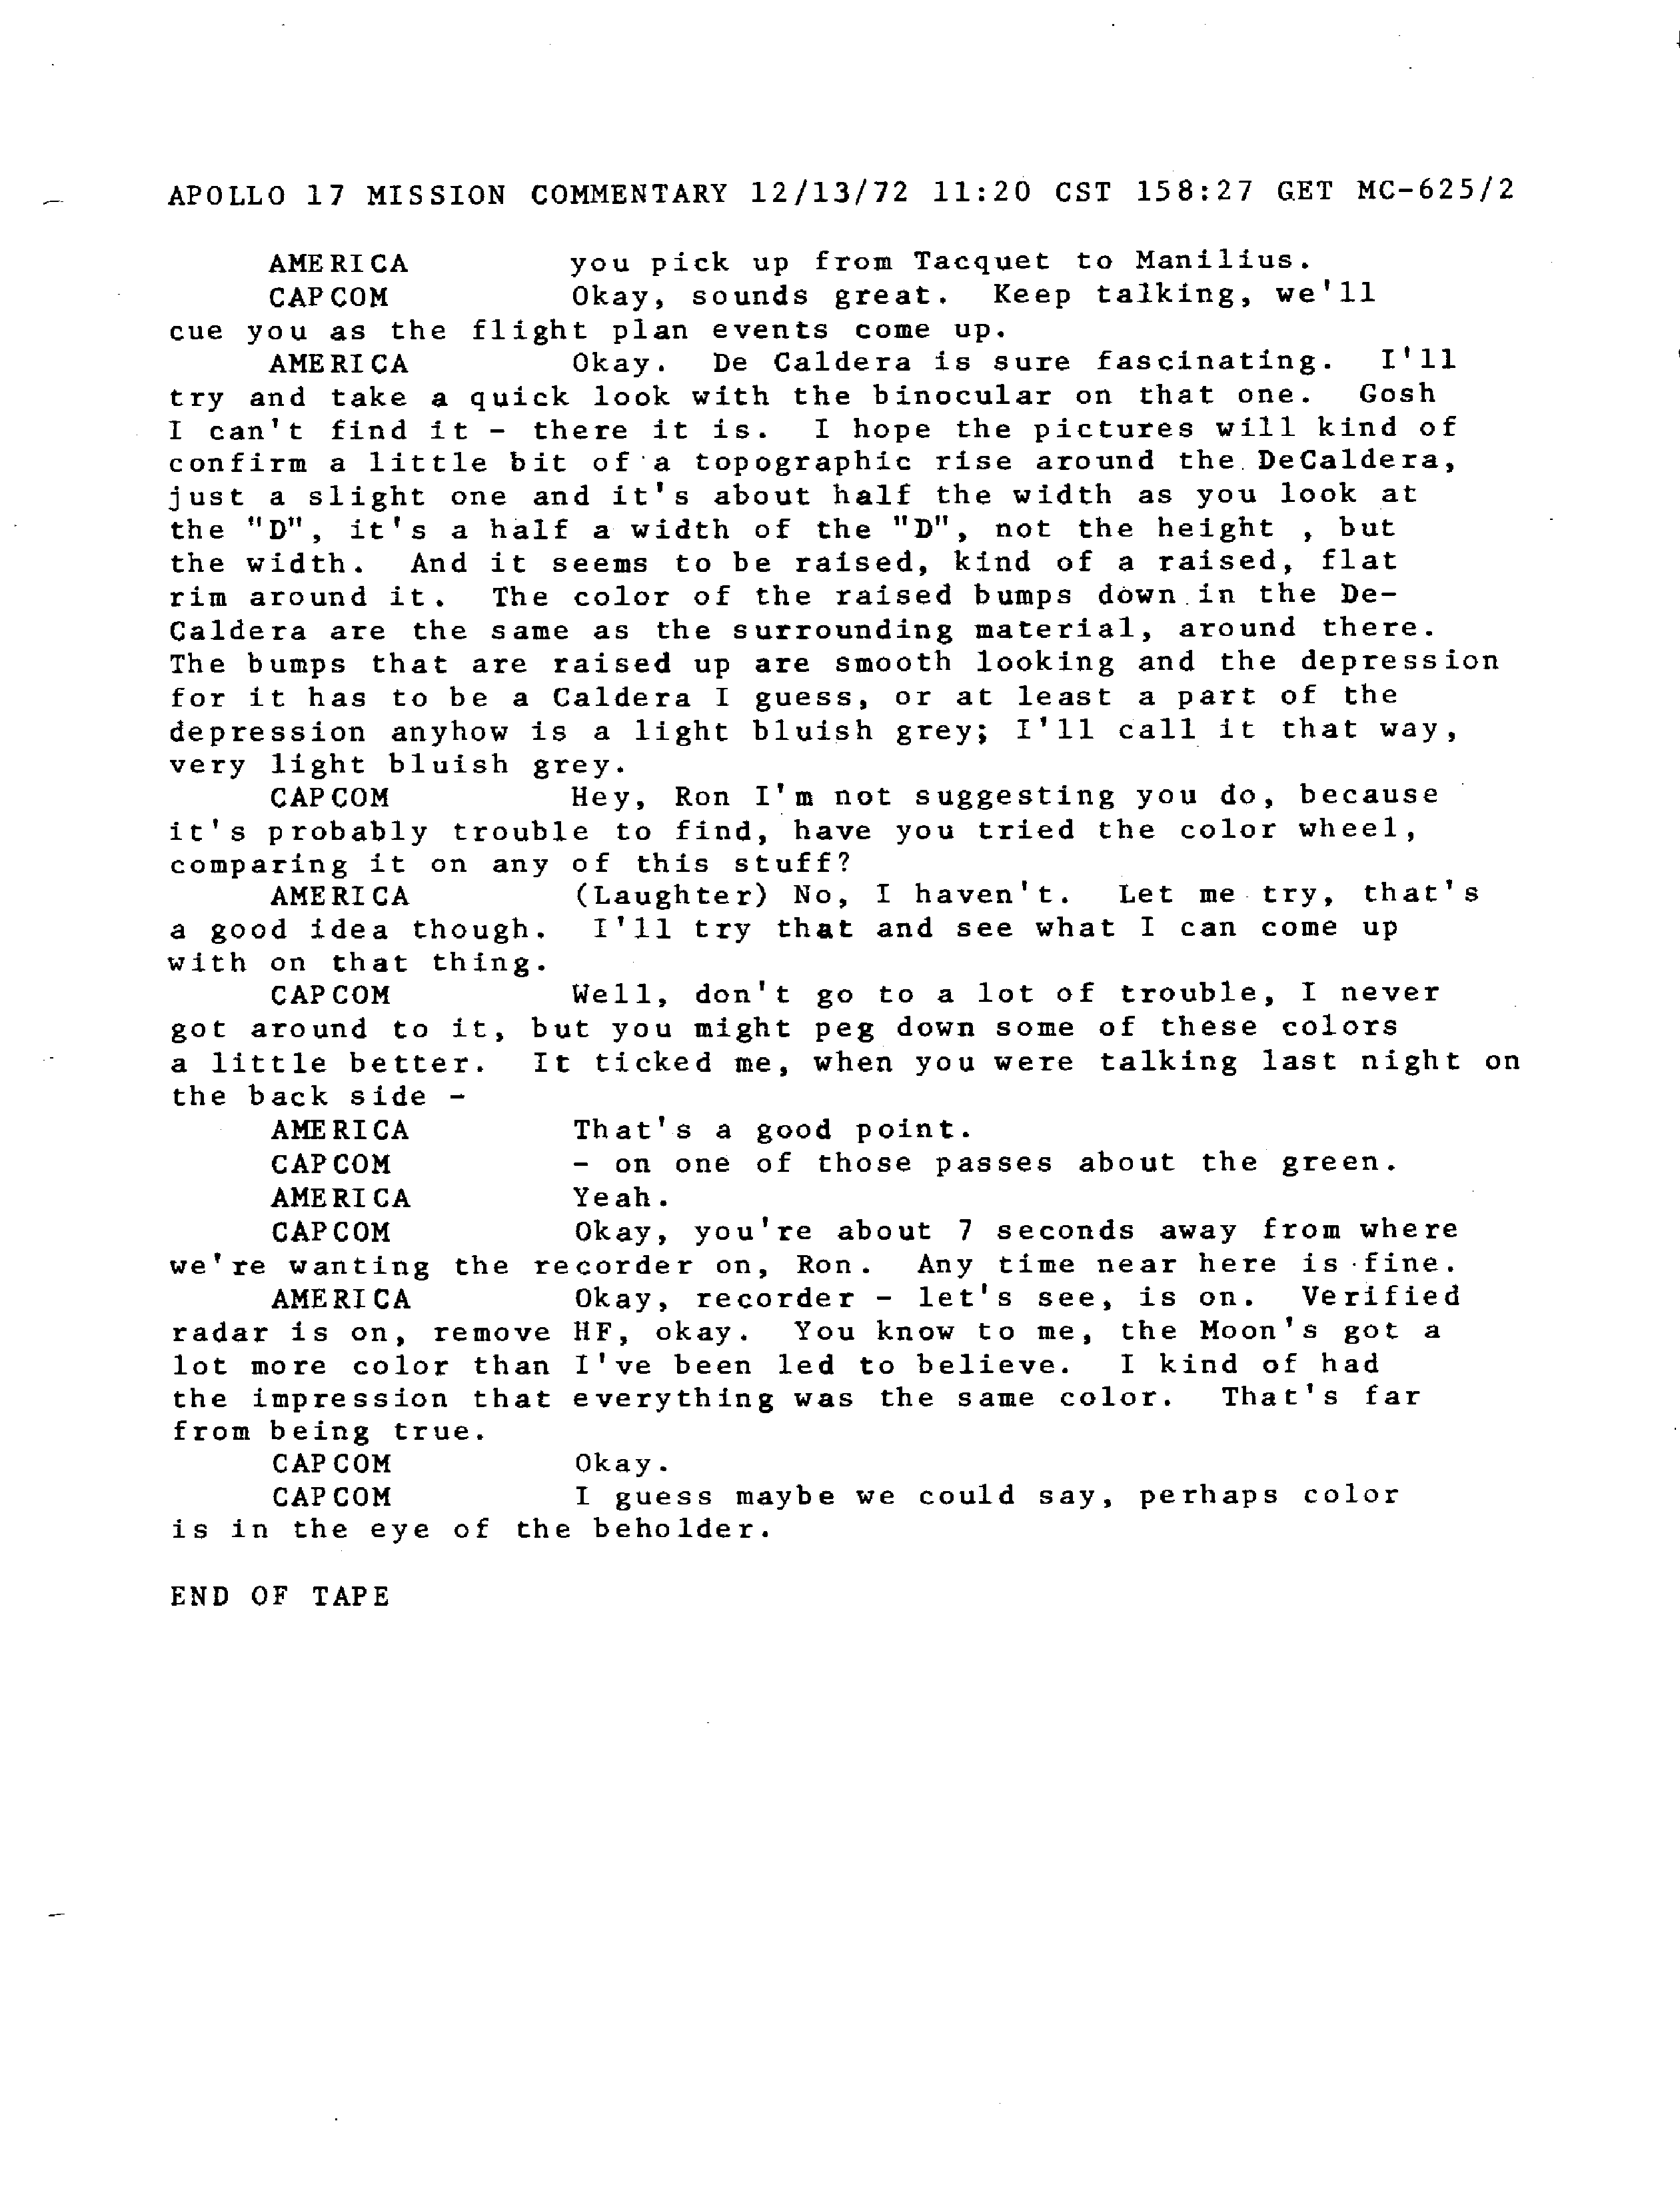 APOLLO 17 MISSION COMMENTARY 12/13/72 11:20 CST 158:27 GET MC-625/2
AMERICA you pick up from Tacquet to Manilius.
CAPCOM Okay, sounds great. Keep talking, we'll
cue you as the flight plan events come up.
AMERICA Okay. De Caldera is sure fascinating. I'll
try and take a quick look with the binocular on that one. Gosh
I can't find it - there it is. I hope the pictures will kind of
confirm a little bit of a topographic rise around the DeCaldera,
just a slight one and it's about half the width as you look at
the "D", it's a half a width of the "D", not the height , but
the width. And it seems to be raised, kind of a raised, flat
rim around it. The color of the raised bumps down in the De-
Caldera are the same as the surrounding material, around there.
The bumps that are raised up are smooth looking and the depression
for it has to be a Caldera I guess, or at least a part of the
depression anyhow is a light bluish grey; I'll call it that way,
very light bluish grey.
CAPCOM Hey, Ron I'm not suggesting you do, because
it's probably trouble to find, have you tried the color wheel,
comparing it on any of this stuff?
AMERICA (Laughter) No, I haven't. Let me try, that's
a good idea though. I'll try that and see what I can come up
with on that thing.
CAPCOM Well, don't go to a lot of trouble, I never
got around to it, but you might peg down some of these colors
a little better. It ticked me, when you were talking last night on
the back side -
AMERICA That's a good point.
CAPCOM - on one of those passes about the green.
AMERICA Yeah.
CAPCOM Okay, you're about 7 seconds away from where
we're wanting the recorder on, Ron. Any time near here is fine.
AMERICA Okay, recorder - let's see, is on. Verified
radar is on, remove HF, okay. You know to me, the Moon's got a
lot more color than I've been led to believe. I kind of had
the impression that everything was the same color. That's far
from being true.
CAPCOM Okay.
CAPCOM I guess maybe we could say, perhaps color
is in the eye of the beholder.
END OF TAPE